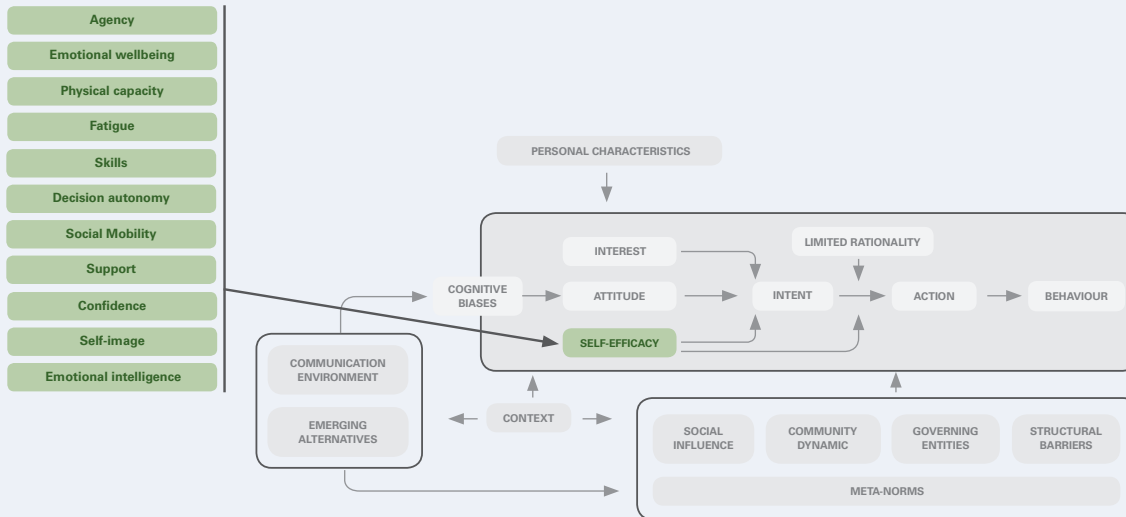 Agency
Emotional wellbeing
Physical capacity
Fatigue
Skills
Decision autonomy
Social Mobility
Support
Confidence
Self-image
Emotional intelligence
PERSONAL CHARACTERISTICS
INTEREST
LIMITED RATIONALITY
COGNITIVE
BIASES
ATTITUDE
INTENT
ACTION
BEHAVIOUR
SELF-EFFICACY
COMMUNICATION
ENVIRONMENT
EMERGING
ALTERNATIVES
CONTEXT
SOCIAL
INFLUENCE
COMMUNITY
DYNAMIC
GOVERNING
ENTITIES
STRUCTURAL
BARRIERS
META-NORMS